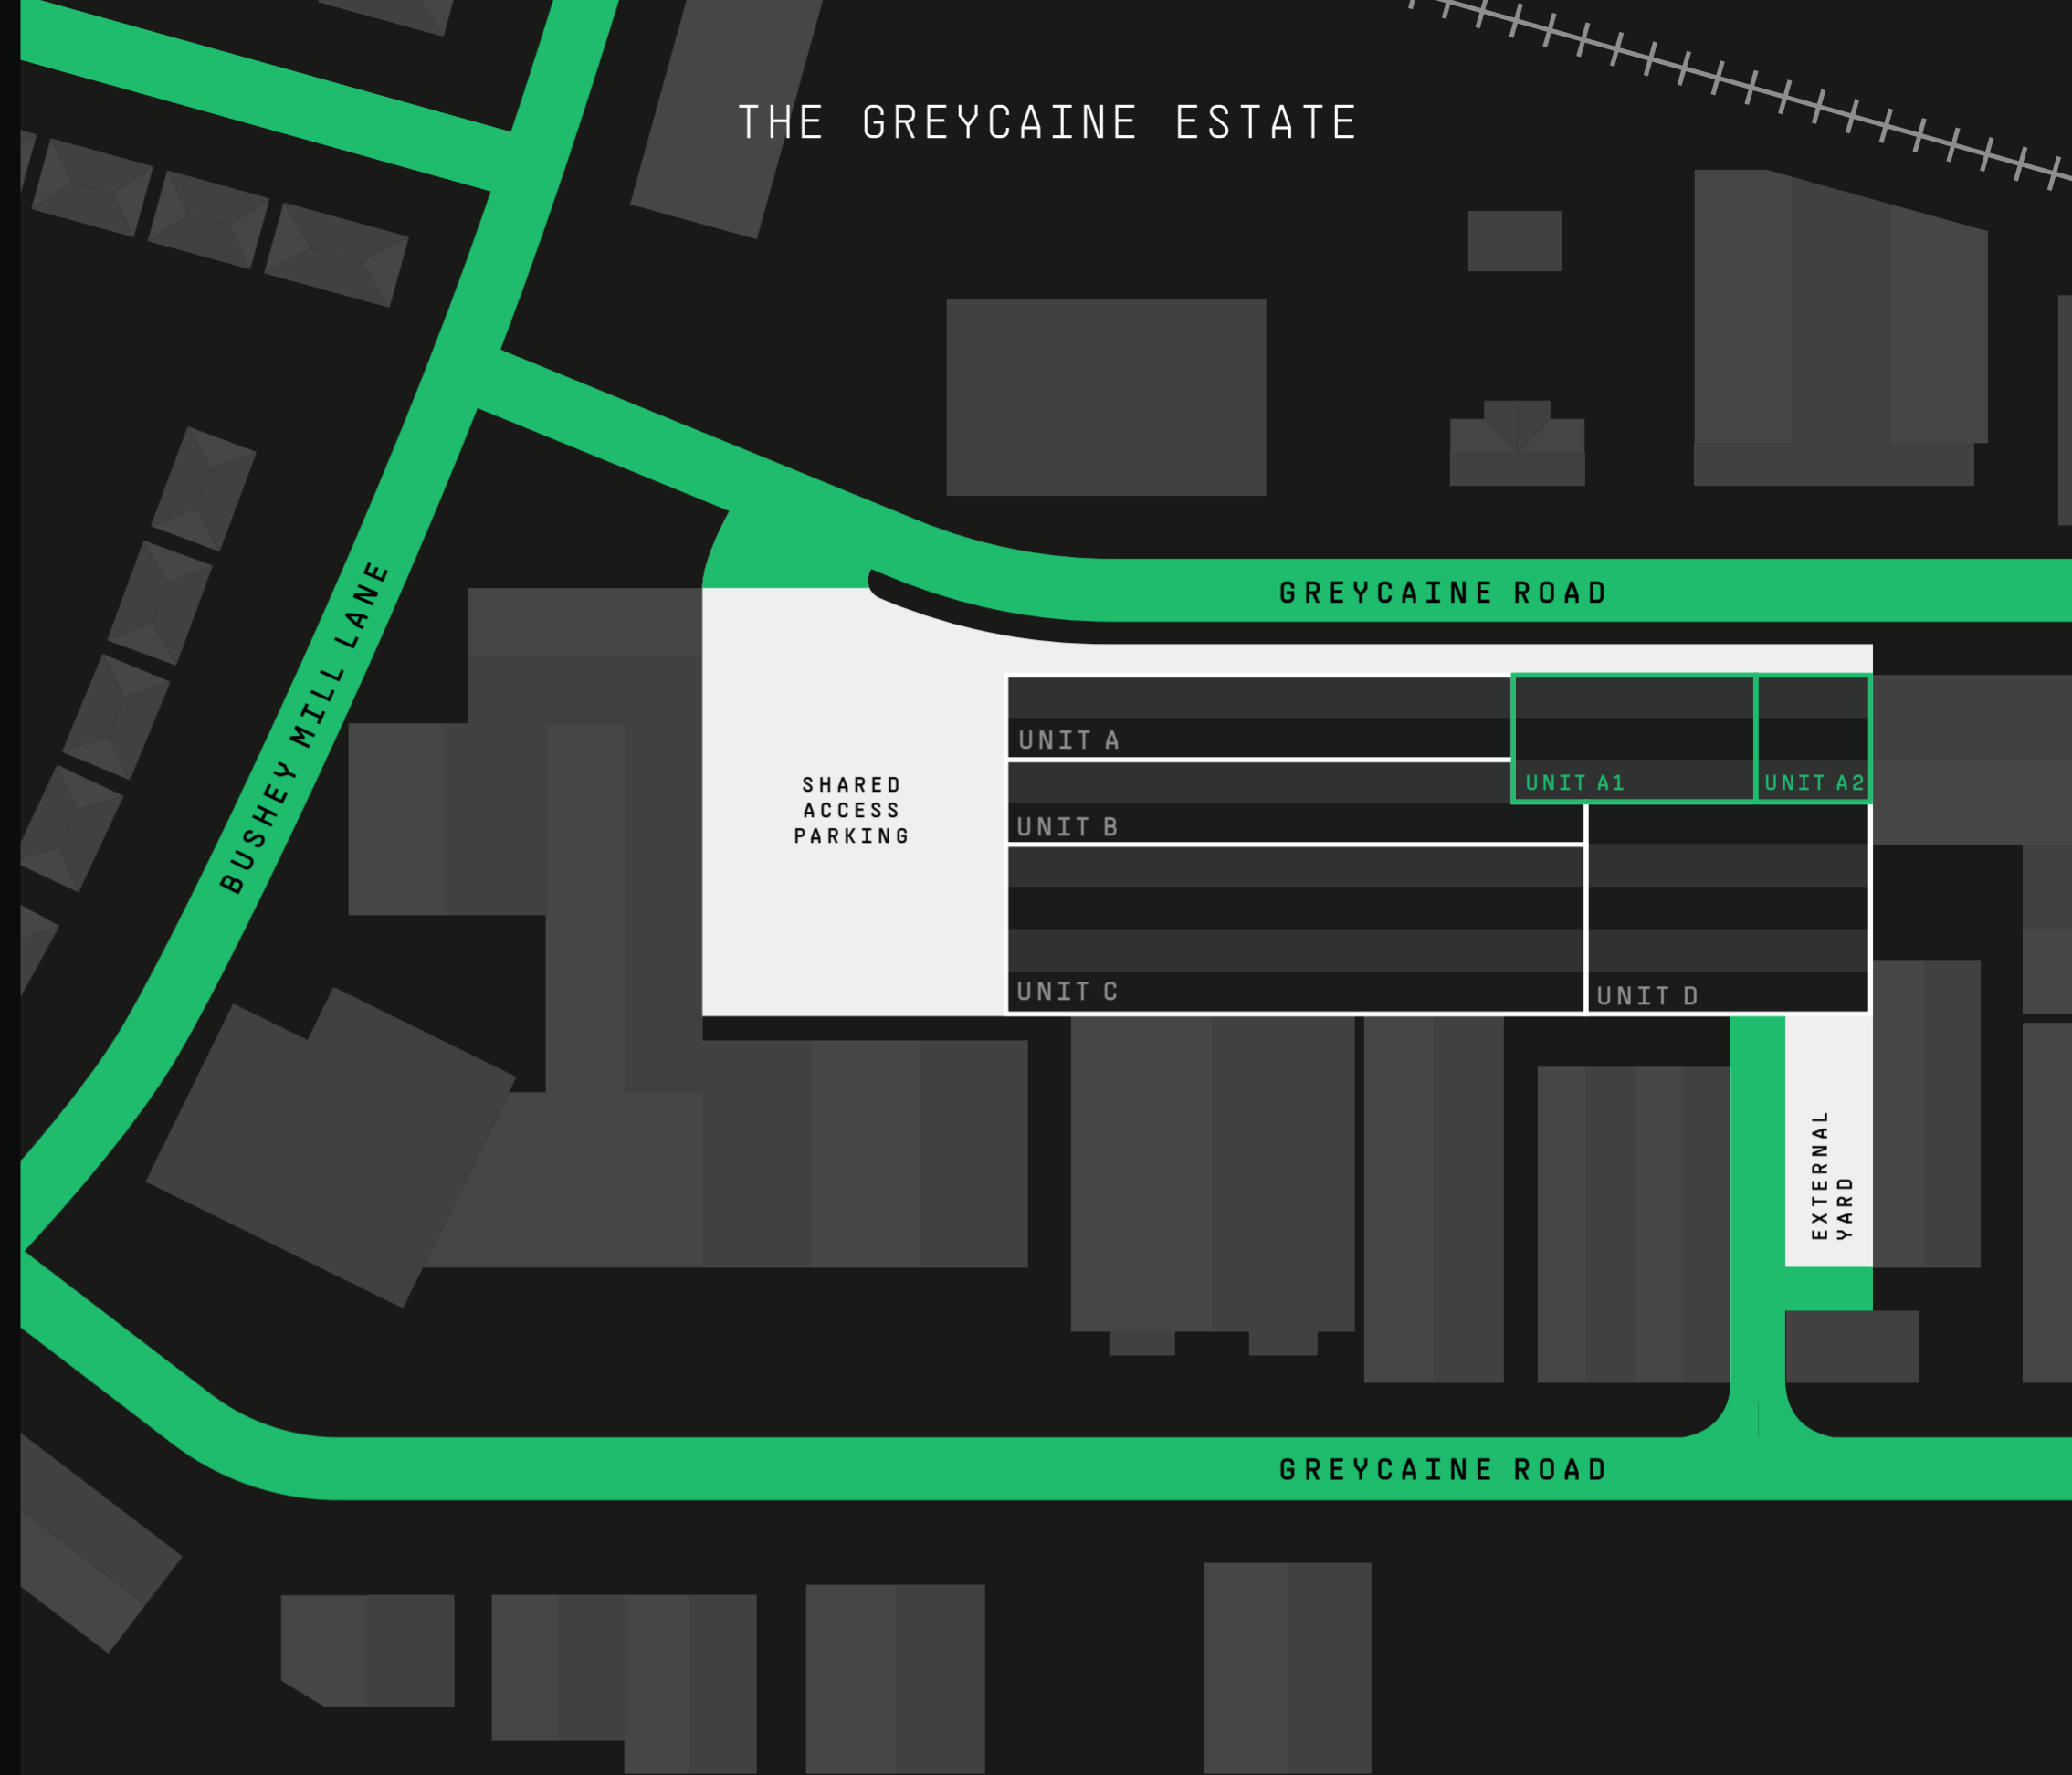 THE GREYCAINE ESTATE
GREYCAINE ROAD
BUSHEY MILL LANE
SHARED
ACCESS
PARKING
UNIT A
UNIT A1
UNIT A2
UNIT B
UNIT C
UNIT D
EXTERNAL
YARD
GREYCAINE ROAD